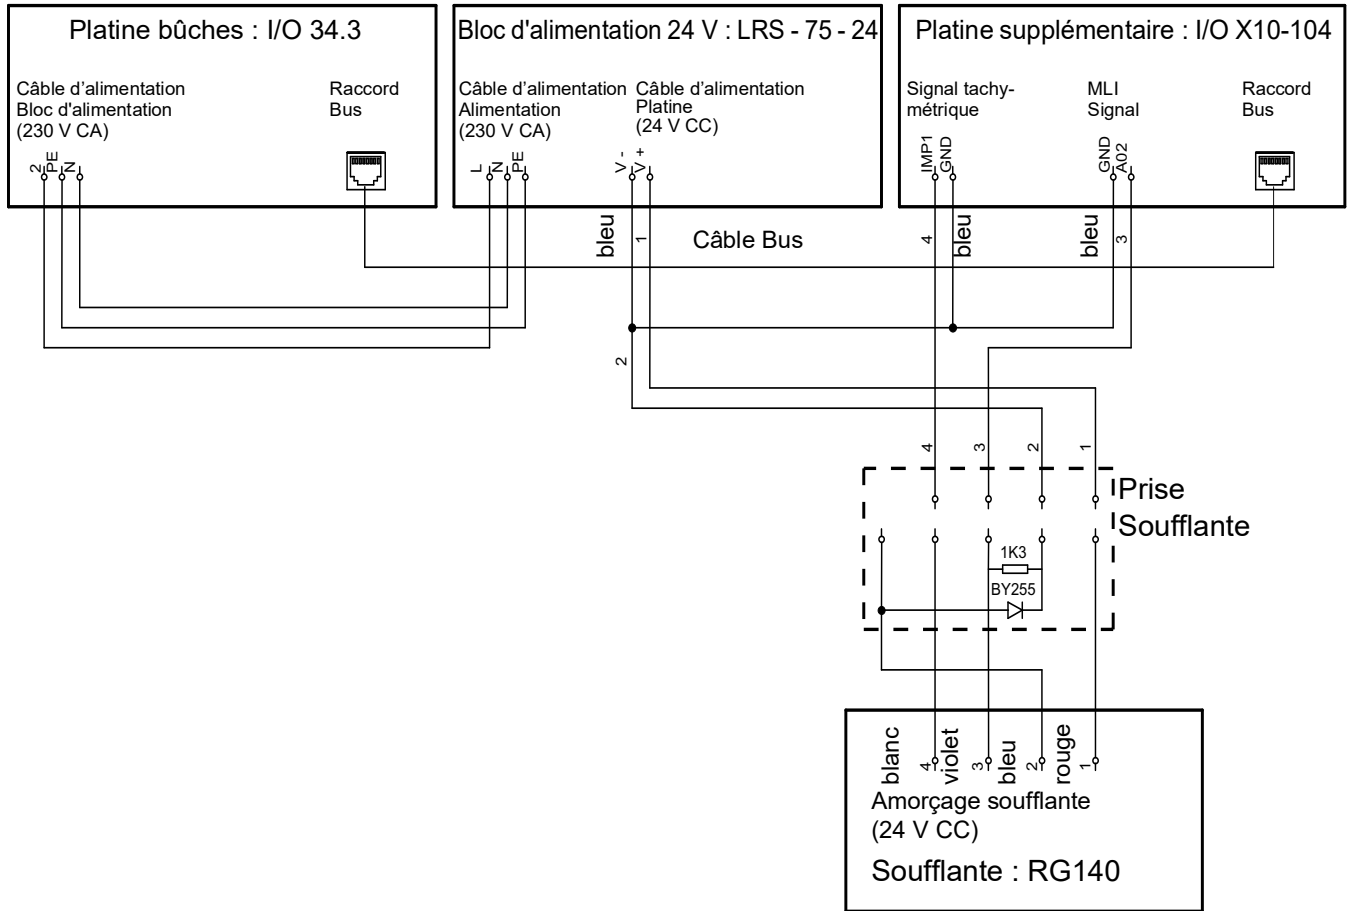 Platine bûches : I/O 34.3
Câble d'alimentation
Bloc d'alimentation
(230 V CA)
Raccord
Bus
2
PE
N
Bloc d'alimentation 24 V : LRS - 75 - 24
Câble d'alimentation
Alimentation
(230 V CA)
Câble d'alimentation
Platine
(24 V CC)
L
N
PE
V -
V +
Platine supplémentaire : I/O X10-104
Signal tachy-
métrique
MLI
Signal
Raccord
Bus
IMP1
GND
GND
A02
bleu
1
Câble Bus
4
bleu
bleu
3
2
4
3
2
1
Prise
Soufflante
1K3
BY255
blanc
4
violet
3
bleu
2
rouge
1
Amorçage soufflante
(24 V CC)
Soufflante : RG140